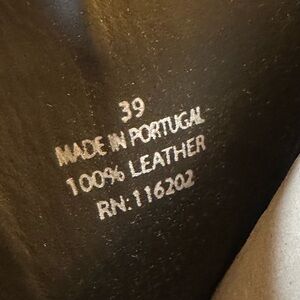 39
MADE IN PORTUGAL
100% LEATHER
RN:116202